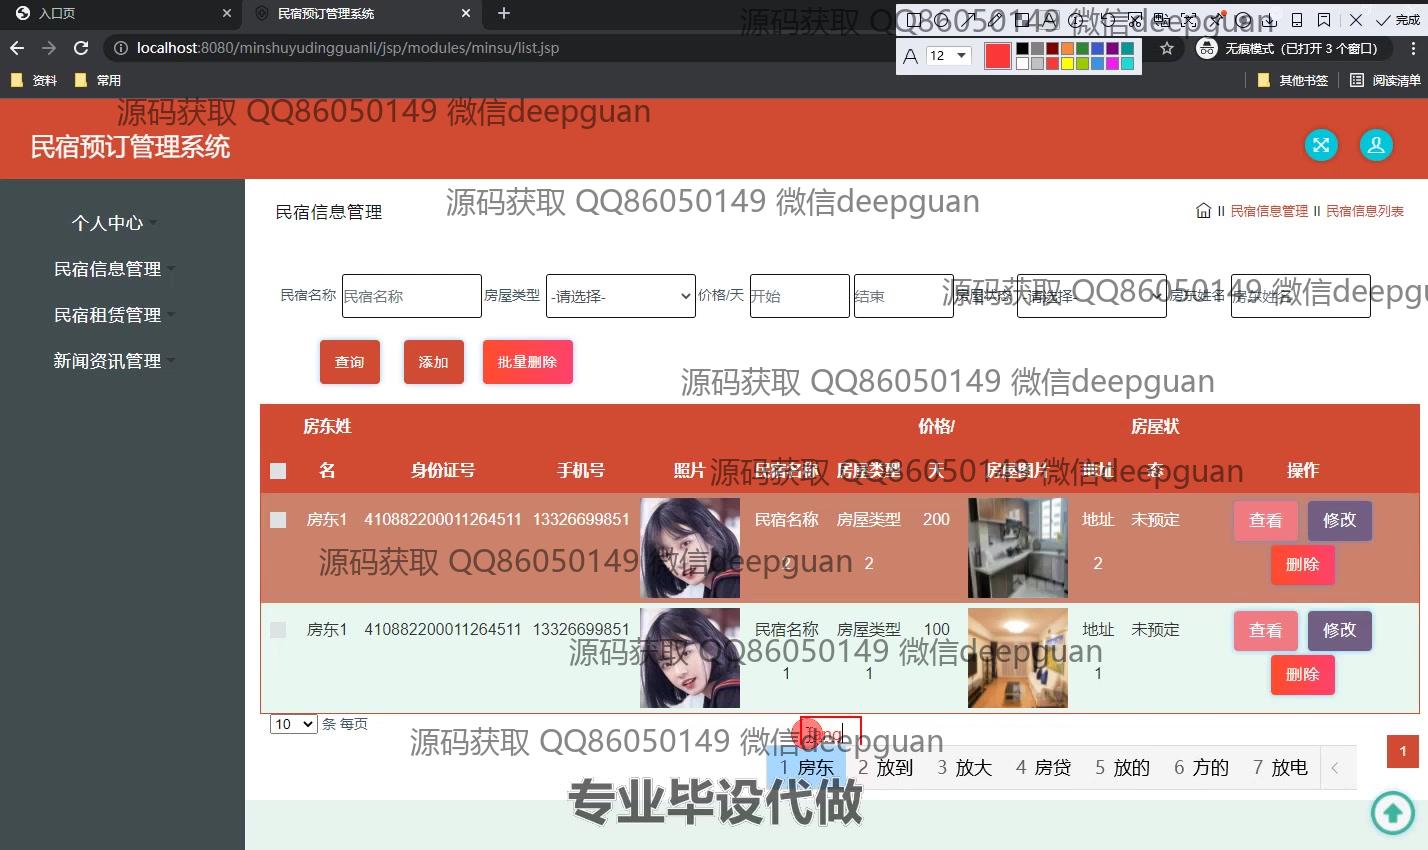 入口页
民宿预订管理系统
完成
localhost:8080/minshuyudingguanli/jsp/modules/minsu/list.jsp
12
无痕模式（已打开 3 个窗口）
资料
常用
其他书签
阅读清单
源码获取 QQ86050149 微信deepguan
源码获取 QQ86050149 微信deepguan
民宿预订管理系统
个人中心
民宿信息管理
民宿租赁管理
新闻资讯管理
源码获取 QQ86050149 微信deepguan
民宿信息管理
民宿信息管理 II 民宿信息列表
民宿名称 民宿名称 房屋类型 -请选择- 价格/天 开始 结束 房屋状态 -请选择- 房东姓名 房东姓名
源码获取 QQ86050149 微信deepgu
查询 添加 批量删除
源码获取 QQ86050149 微信deepguan
房东姓名 身份证号 手机号 照片 民宿名称 房屋类型 价格/天 房屋图片 地址 房屋状态 操作
源码获取 QQ86050149 微信deepguan
房东1 410882200011264511 13326699851 民宿名称2 房屋类型2 200 地址2 未预定 查看 修改 删除
源码获取 QQ86050149 微信deepguan
房东1 410882200011264511 13326699851 民宿名称1 房屋类型1 100 地址1 未预定 查看 修改 删除
源码获取 QQ86050149 微信deepguan
10 条 每页
源码获取 QQ86050149 微信deepguan
1
1 房东 2 放到 3 放大 4 房贷 5 放的 6 方的 7 放电
专业毕设代做